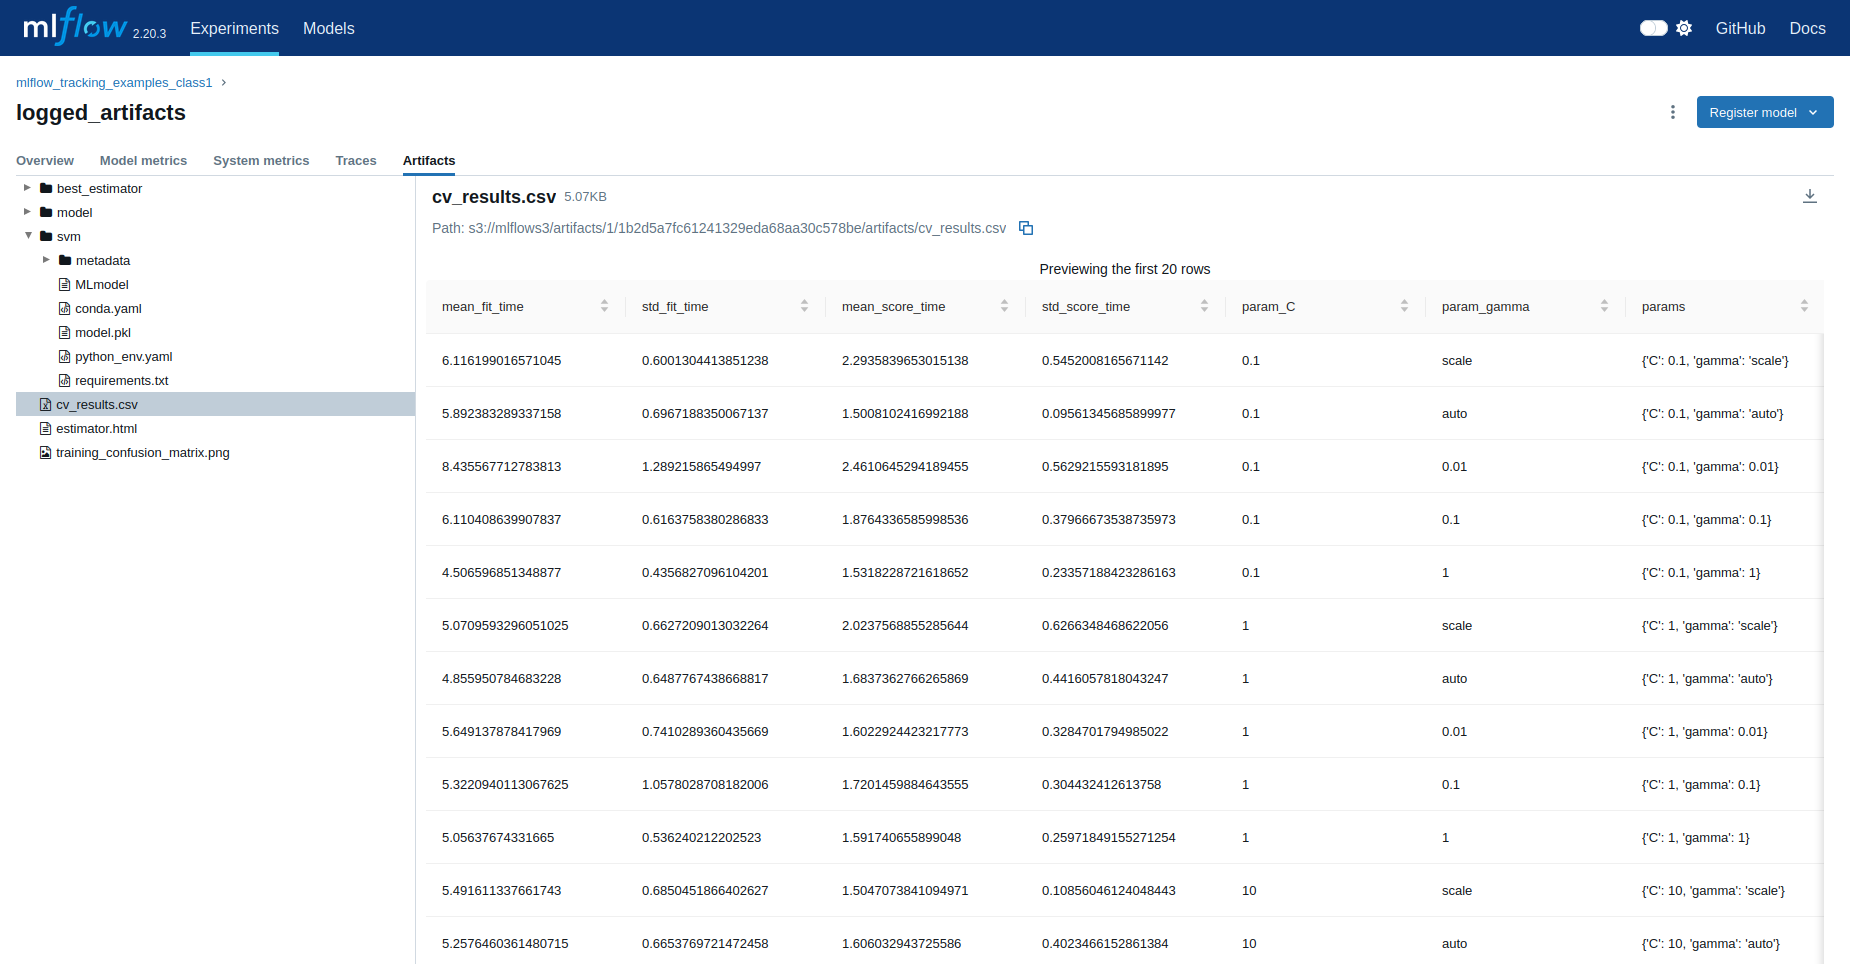 mlflow 2.20.3 Experiments Models GitHub Docs
mlflow_tracking_examples_class1 ›
logged_artifacts
Register model
Overview Model metrics System metrics Traces Artifacts
best_estimator
model
svm
metadata
MLmodel
conda.yaml
model.pkl
python_env.yaml
requirements.txt
cv_results.csv
estimator.html
training_confusion_matrix.png
cv_results.csv 5.07KB
Path: s3://mlflows3/artifacts/1/1b2d5a7fc61241329eda68aa30c578be/artifacts/cv_results.csv
Previewing the first 20 rows
mean_fit_time std_fit_time mean_score_time std_score_time param_C param_gamma params
6.116199016571045 0.6001304413851238 2.2935839653015138 0.5452008165671142 0.1 scale {'C': 0.1, 'gamma': 'scale'}
5.892383289337158 0.6967188350067137 1.5008102416992188 0.09561345685899977 0.1 auto {'C': 0.1, 'gamma': 'auto'}
8.435567712783813 1.289215865494997 2.4610645294189455 0.5629215593181895 0.1 0.01 {'C': 0.1, 'gamma': 0.01}
6.110408639907837 0.6163758380286833 1.8764336585998536 0.37966673538735973 0.1 0.1 {'C': 0.1, 'gamma': 0.1}
4.506596851348877 0.4356827096104201 1.5318228721618652 0.23357188423286163 0.1 1 {'C': 0.1, 'gamma': 1}
5.0709593296051025 0.6627209013032264 2.0237568855285644 0.6266348468622056 1 scale {'C': 1, 'gamma': 'scale'}
4.855950784683228 0.6487767438668817 1.6837362766265869 0.4416057818043247 1 auto {'C': 1, 'gamma': 'auto'}
5.649137878417969 0.7410289360435669 1.6022924423217773 0.3284701794985022 1 0.01 {'C': 1, 'gamma': 0.01}
5.3220940113067625 1.0578028708182006 1.7201459884643555 0.304432412613758 1 0.1 {'C': 1, 'gamma': 0.1}
5.05637674331665 0.536240212202523 1.591740655899048 0.25971849155271254 1 1 {'C': 1, 'gamma': 1}
5.491611337661743 0.6850451866402627 1.5047073841094971 0.10856046124048443 10 scale {'C': 10, 'gamma': 'scale'}
5.2576460361480715 0.6653769721472458 1.606032943725586 0.4023466152861384 10 auto {'C': 10, 'gamma': 'auto'}